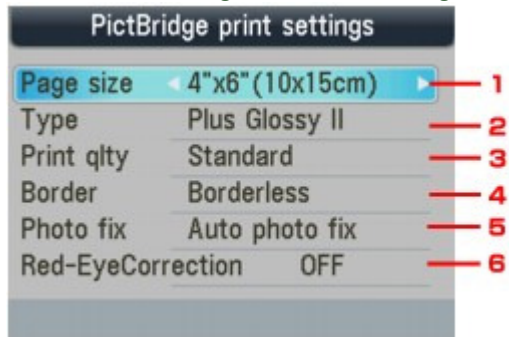 PictBridge print settings
Page size 4"x6"(10x15cm) 1
Type Plus Glossy II 2
Print qlty Standard 3
Border Borderless 4
Photo fix Auto photo fix 5
Red-EyeCorrection OFF 6